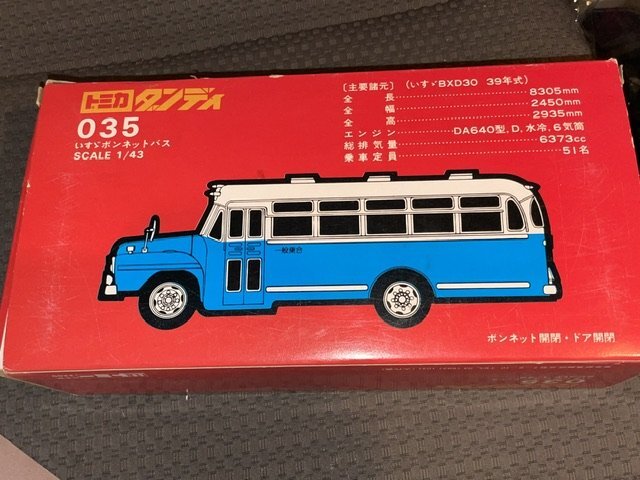 トミカ ダンディ
035
いすゞボンネットバス
SCALE 1/43
〔主要諸元〕(いすゞBXD30 39年式)
全長 8305mm
全幅 2450mm
全高 2935mm
エンジン DA640型, D, 水冷, 6気筒
総排気量 6373cc
乗車定員 51名
一般乗合
ボンネット開閉・ドア開閉